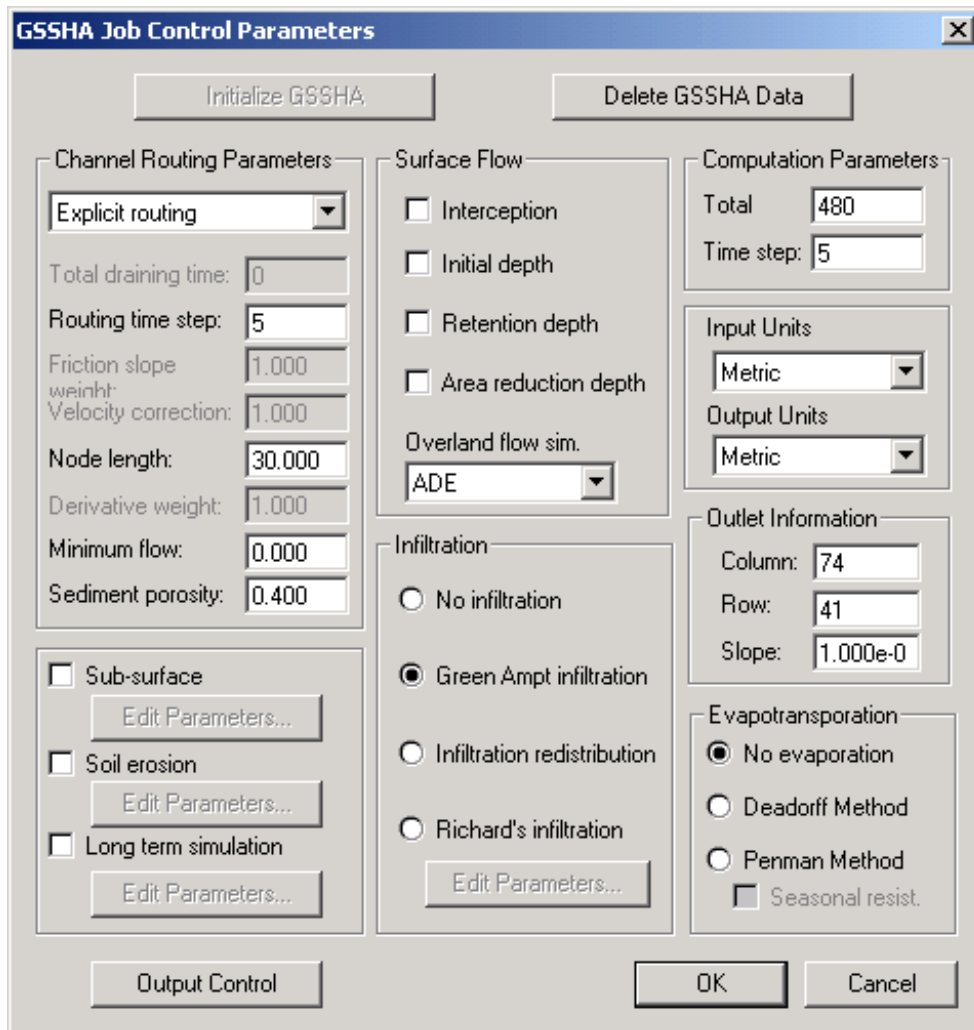 GSSHA Job Control Parameters
Initialize GSSHA
Delete GSSHA Data
Channel Routing Parameters
Explicit routing
Total draining time: 0
Routing time step: 5
Friction slope weight: 1.000
Velocity correction: 1.000
Node length: 30.000
Derivative weight: 1.000
Minimum flow: 0.000
Sediment porosity: 0.400
Sub-surface
Edit Parameters...
Soil erosion
Edit Parameters...
Long term simulation
Edit Parameters...
Surface Flow
Interception
Initial depth
Retention depth
Area reduction depth
Overland flow sim.
ADE
Infiltration
No infiltration
Green Ampt infiltration
Infiltration redistribution
Richard's infiltration
Edit Parameters...
Computation Parameters
Total 480
Time step: 5
Input Units
Metric
Output Units
Metric
Outlet Information
Column: 74
Row: 41
Slope: 1.000e-0
Evapotransporation
No evaporation
Deadorff Method
Penman Method
Seasonal resist.
Output Control
OK
Cancel